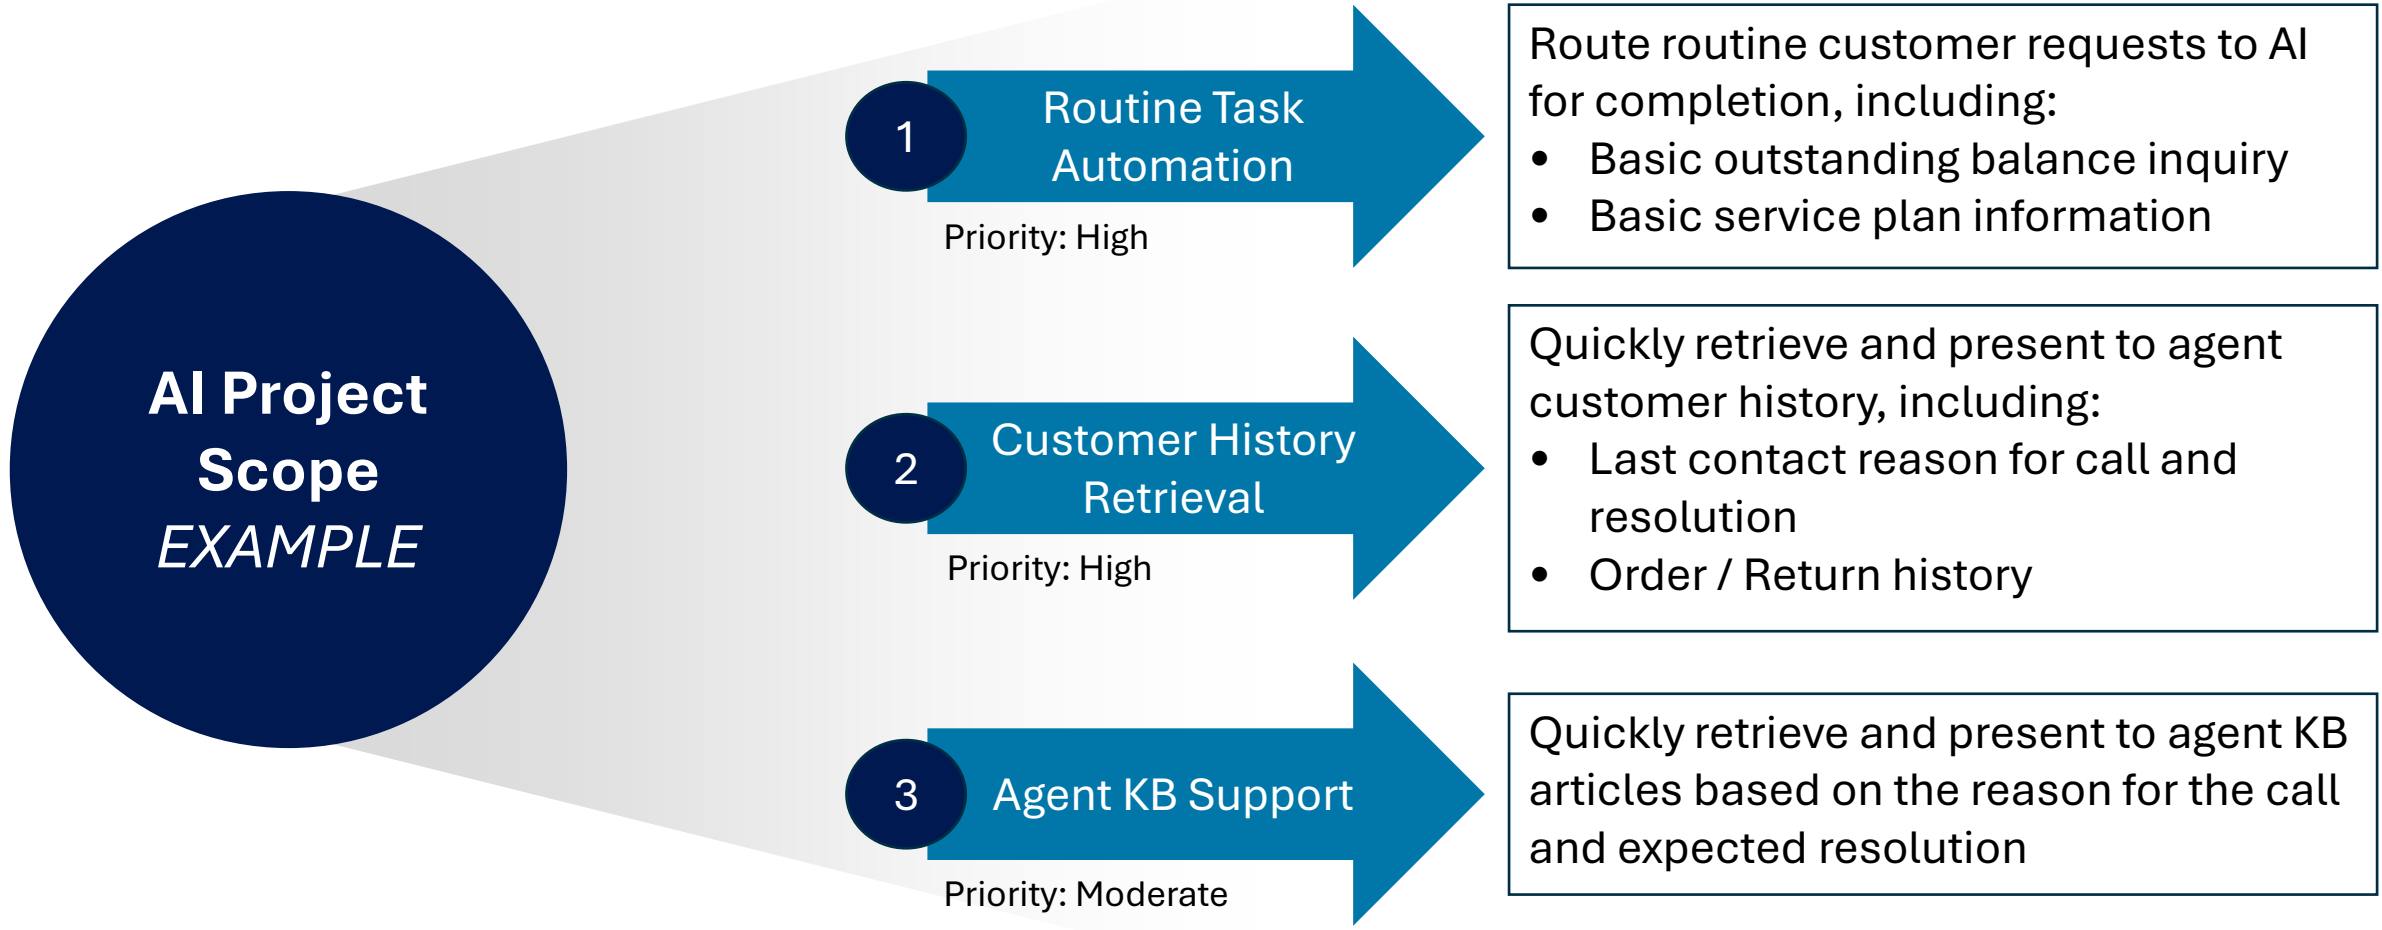 AI Project
Scope
EXAMPLE
1
Routine Task
Automation
Priority: High
Route routine customer requests to AI
for completion, including:
• Basic outstanding balance inquiry
• Basic service plan information
2
Customer History
Retrieval
Priority: High
Quickly retrieve and present to agent
customer history, including:
• Last contact reason for call and
resolution
• Order / Return history
3
Agent KB Support
Priority: Moderate
Quickly retrieve and present to agent KB
articles based on the reason for the call
and expected resolution